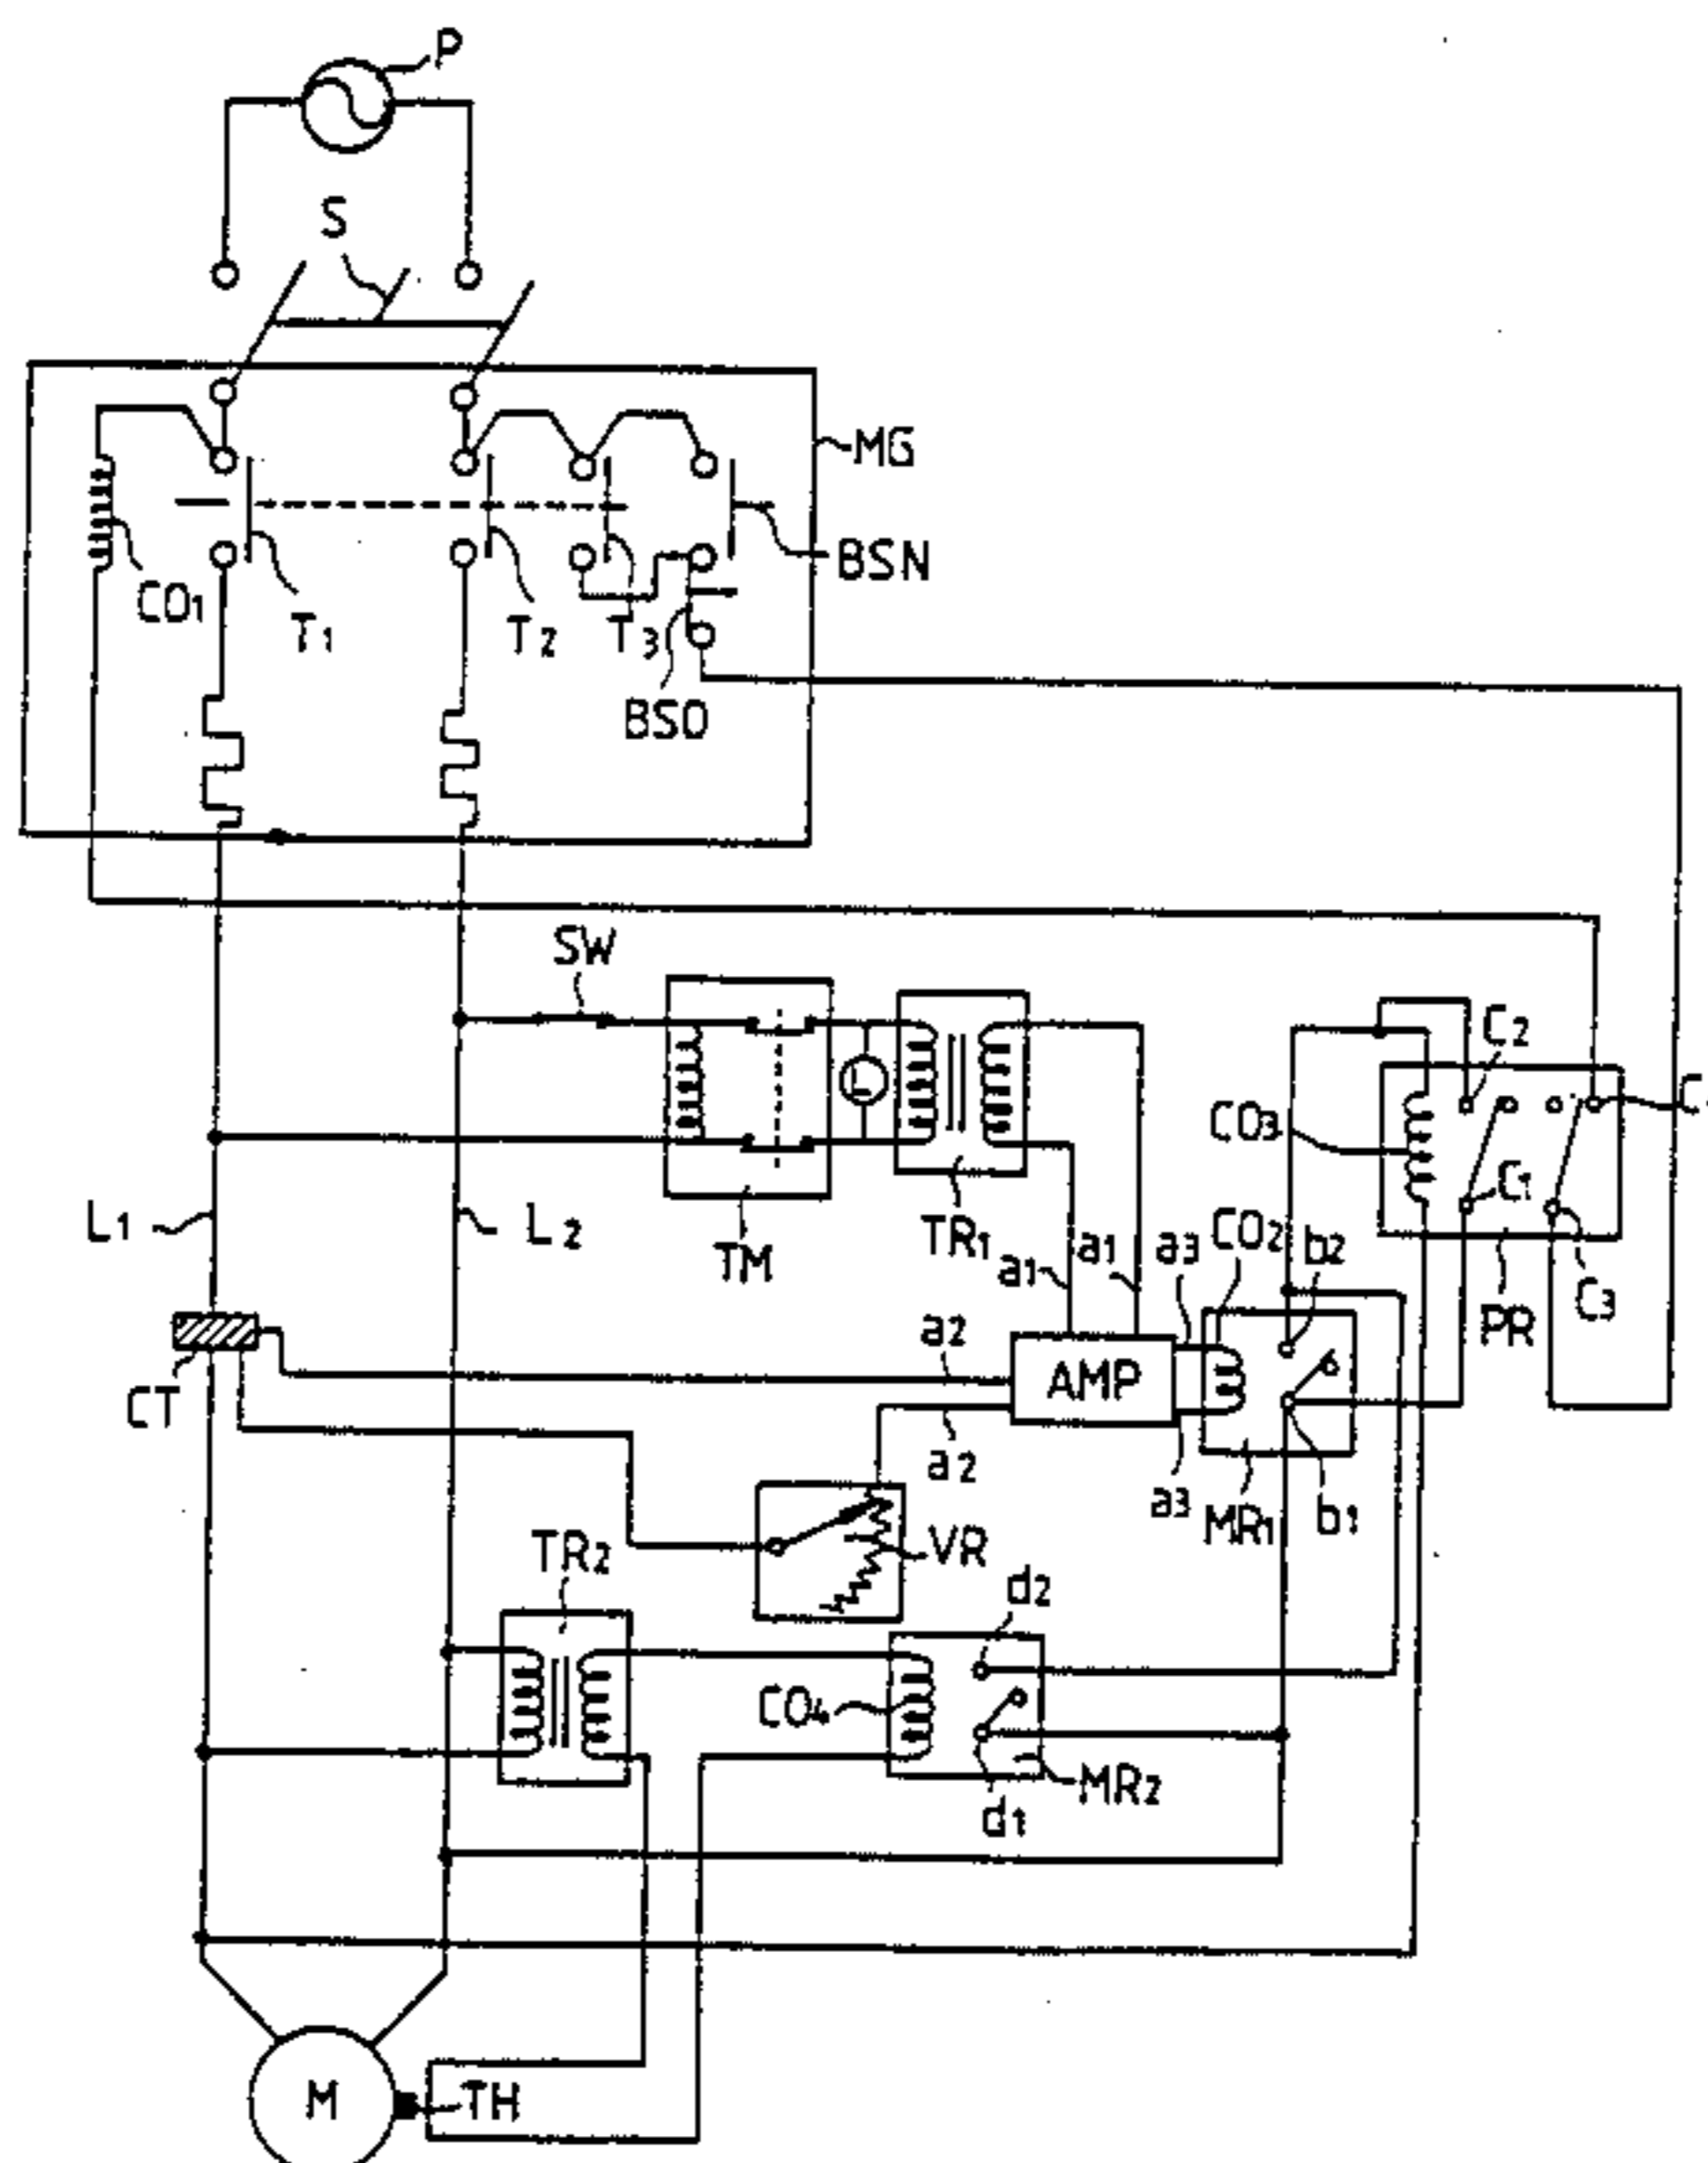 P
S
MG
BSN
CO1
T1
T2
T3
BSO
SW
C2
CO3
C1
L1
L2
TM
TR1
a1
a1
a3
CO2
b2
PR
C3
a2
CT
AMP
a2
a3
MR1
b1
TR2
VR
d2
L
CO4
MR2
d1
M
TH